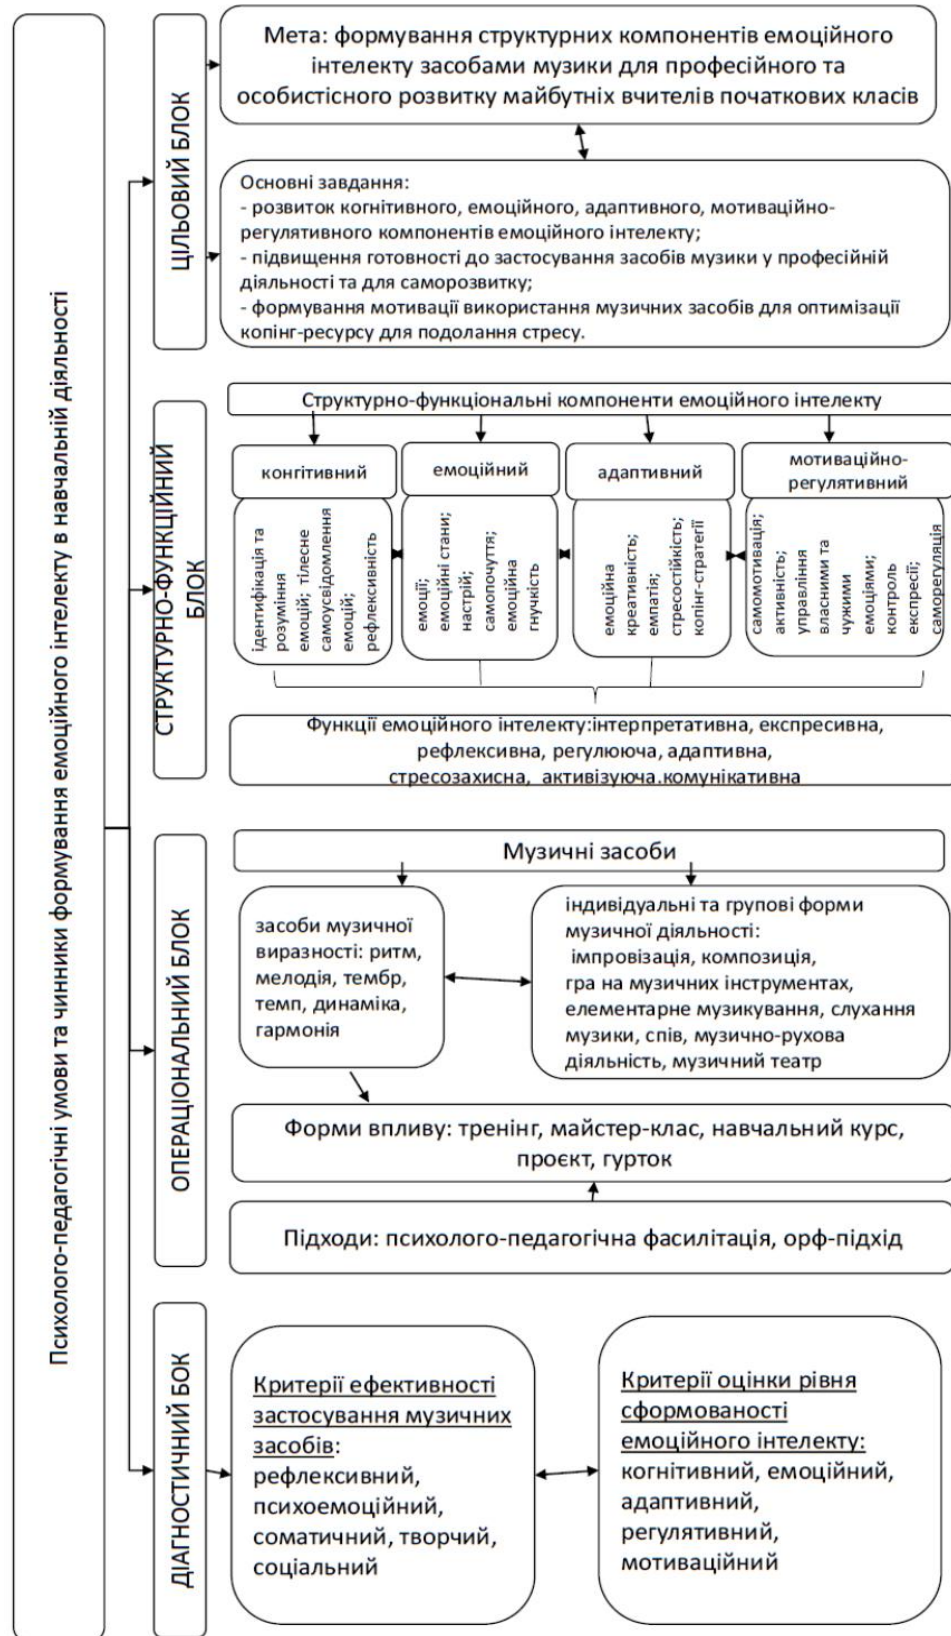 Психолого-педагогічні умови та чинники формування емоційного інтелекту в навчальній діяльності
ЦІЛЬОВИЙ БЛОК
Мета: формування структурних компонентів емоційного
інтелекту засобами музики для професійного та
особистісного розвитку майбутніх вчителів початкових класів
Основні завдання:
- розвиток когнітивного, емоційного, адаптивного, мотиваційно-
регулятивного компонентів емоційного інтелекту;
- підвищення готовності до застосування засобів музики у професійній
діяльності та для саморозвитку;
- формування мотивації використання музичних засобів для оптимізації
копінг-ресурсу для подолання стресу.
СТРУКТУРНО-ФУНКЦІЙНИЙ
БЛОК
Структурно-функціональні компоненти емоційного інтелекту
конгітивний
ідентифікація та
розуміння
емоцій; тілесне
самоусвідомлення
емоцій;
рефлексивність
емоційний
емоції;
емоційні стани;
настрій;
самопочуття;
емоційна
гнучкість
адаптивний
емоційна
креативність;
емпатія;
стресостійкість;
копінг-стратегії
мотиваційно-
регулятивний
самомотивація;
активність;
управління
власними та
чужими
емоціями;
контроль
експресії;
саморегуляція
Функції емоційного інтелекту:інтерпретативна, експресивна,
рефлексивна, регулююча, адаптивна,
стресозахисна, активізуюча.комунікативна
ОПЕРАЦІОНАЛЬНИЙ БЛОК
Музичні засоби
засоби музичної
виразності: ритм,
мелодія, тембр,
темп, динаміка,
гармонія
індивідуальні та групові форми
музичної діяльності:
імпровізація, композиція,
гра на музичних інструментах,
елементарне музикування, слухання
музики, спів, музично-рухова
діяльність, музичний театр
Форми впливу: тренінг, майстер-клас, навчальний курс,
проєкт, гурток
Підходи: психолого-педагогічна фасилітація, орф-підхід
ДІАГНОСТИЧНИЙ БОК
Критерії ефективності
застосування музичних
засобів:
рефлексивний,
психоемоційний,
соматичний, творчий,
соціальний
Критерії оцінки рівня
сформованості
емоційного інтелекту:
когнітивний, емоційний,
адаптивний,
регулятивний,
мотиваційний